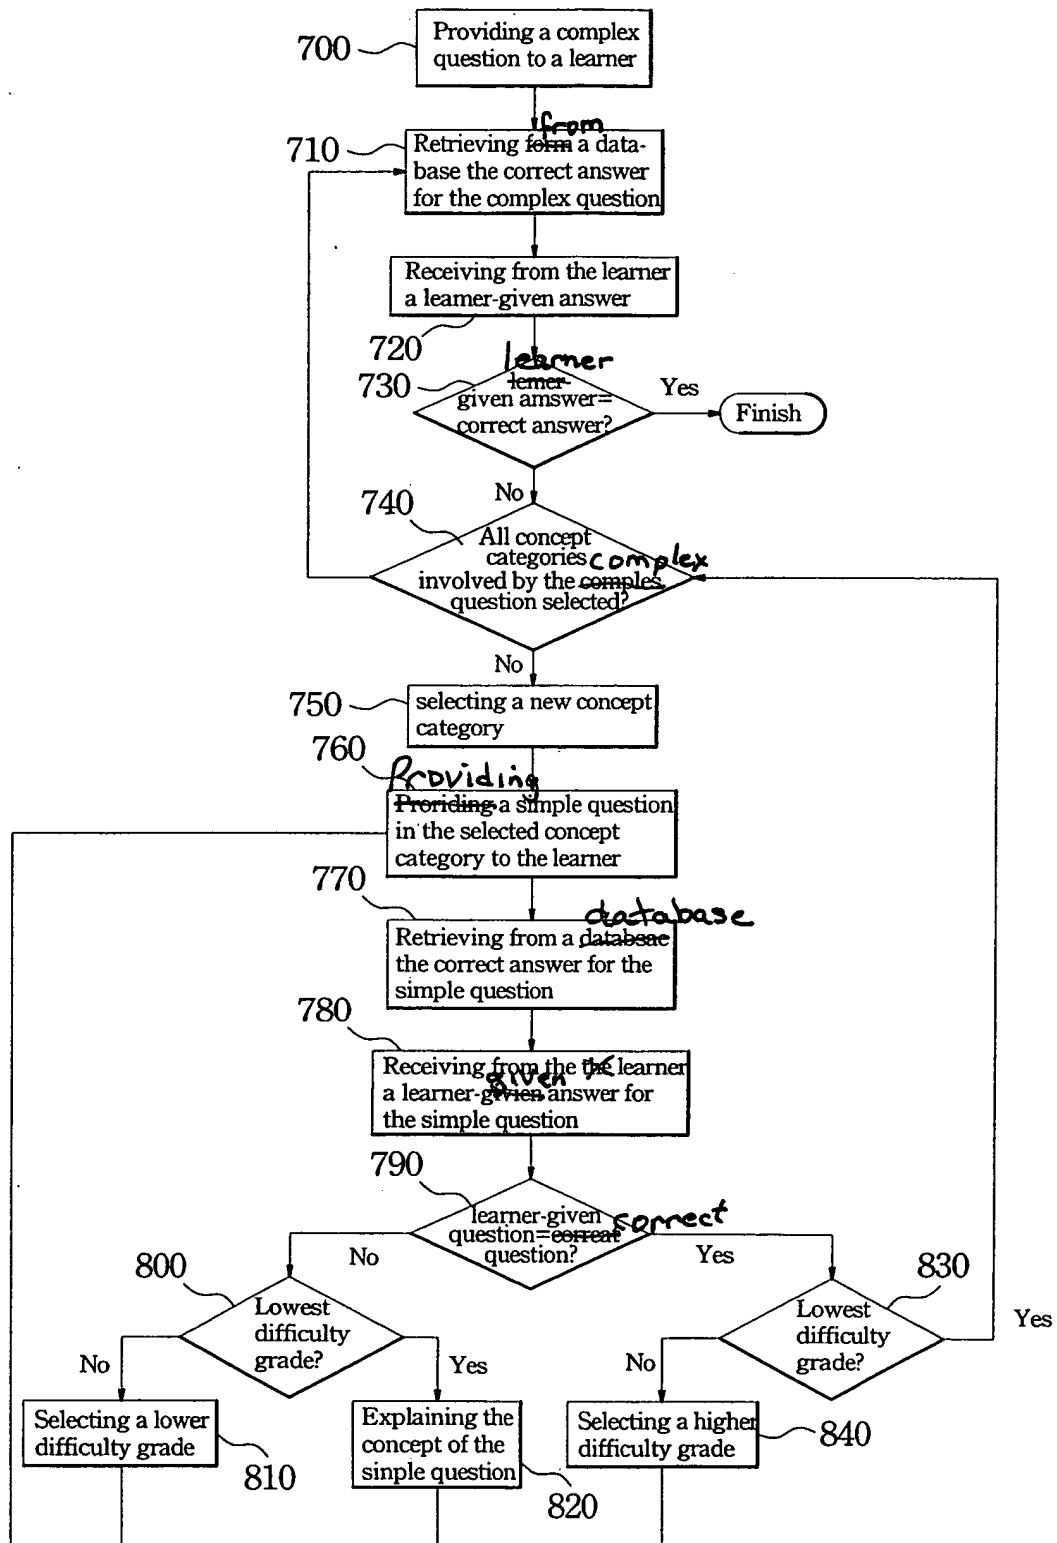 700
Providing a complex
question to a learner
from
710
Retrieving form a data-
base the correct answer
for the complex question
Receiving from the learner
a learner-given answer
720
learner
730
lerner-
given amswer=
correct answer?
Yes
Finish
No
740
All concept
categories complex
involved by the comples
question selected?
No
750
selecting a new concept
category
760
Providing
Proriding a simple question
in the selected concept
category to the learner
770
database
Retrieving from a databsae
the correct answer for the
simple question
780
Receiving from the the learner
given
a learner-givien answer for
the simple question
790
learner-given
question=correat correct
question?
No
Yes
800
Lowest
difficulty
grade?
No
Yes
830
Lowest
difficulty
grade?
No
Yes
Selecting a lower
difficulty grade
810
Explaining the
concept of the
sinple question
820
Selecting a higher
difficulty grade
840